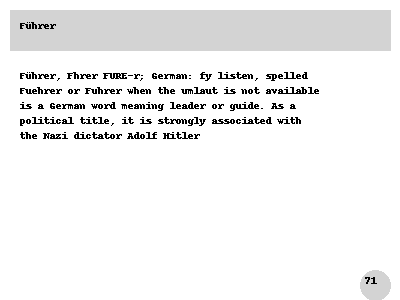 Führer
Führer, Fhrer FURE-r; German: fy listen, spelled
Fuehrer or Fuhrer when the umlaut is not available
is a German word meaning leader or guide. As a
political title, it is strongly associated with
the Nazi dictator Adolf Hitler
71